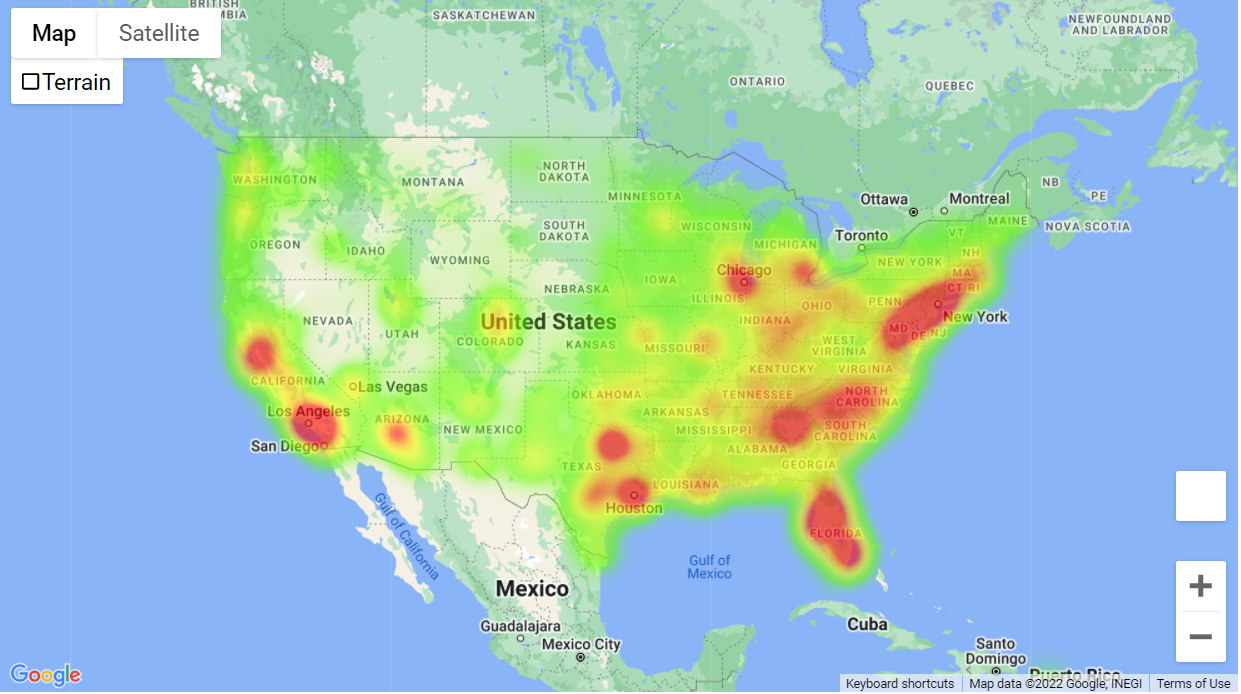 BRITISH
COLUMBIA
SASKATCHEWAN
NEWFOUNDLAND
AND LABRADOR
Map
Satellite
Terrain
ONTARIO
QUEBEC
WASHINGTON
MONTANA
NORTH
DAKOTA
MINNESOTA
Ottawa
Montreal
NB
PE
NOVA SCOTIA
MAINE
VT
NH
OREGON
IDAHO
WYOMING
SOUTH
DAKOTA
WISCONSIN
MICHIGAN
Toronto
NEW YORK
MA
CT RI
Chicago
IOWA
NEBRASKA
ILLINOIS
INDIANA
OHIO
PENN
New York
MD DE NJ
NEVADA
UTAH
United States
COLORADO
KANSAS
MISSOURI
WEST
VIRGINIA
KENTUCKY
VIRGINIA
CALIFORNIA
Las Vegas
OKLAHOMA
TENNESSEE
NORTH
CAROLINA
Los Angeles
ARIZONA
NEW MEXICO
ARKANSAS
MISSISSIPPI
SOUTH
CAROLINA
San Diego
ALABAMA
GEORGIA
TEXAS
LOUISIANA
Houston
FLORIDA
Gulf of California
Gulf of
Mexico
Mexico
Guadalajara
Mexico City
Cuba
Santo
Domingo
Puerto Rico
Google
Keyboard shortcuts
Map data ©2022 Google, INEGI
Terms of Use